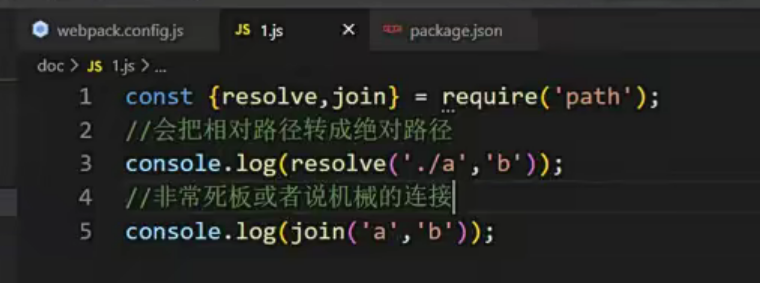 webpack.config.js JS 1.js × package.json
doc > JS 1.js > ...
1 const {resolve,join} = require('path');
2 //会把相对路径转成绝对路径
3 console.log(resolve('./a','b'));
4 //非常死板或者说机械的连接
5 console.log(join('a','b'));